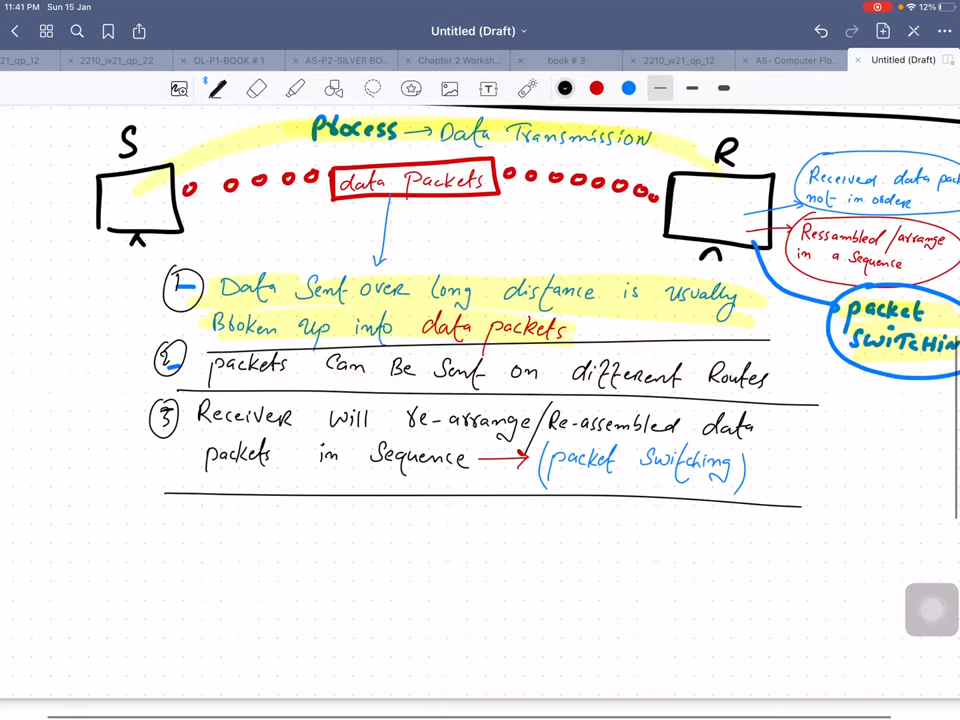 11:41 PM Sun 15 Jan
12%
Untitled (Draft)
21_qp_12
2210_w21_qp_22
OL-P1-BOOK # 1
AS-P2-SILVER BO...
Chapter 2 Worksh...
book # 3
2210_w21_qp_12
AS- Computer Flo...
Untitled (Draft)
Process → Data Transmission
S
R
data Packets
Received data pac
not in order
Ressambled/arrange
in a Sequence
packet
SWiTCHin
1- Data Sent over long distance is usually
Broken up into data packets
2 packets Can Be Sent on different Routes
3 Receiver will re-arrange/Re-assembled data
packets in Sequence → (packet Switching)